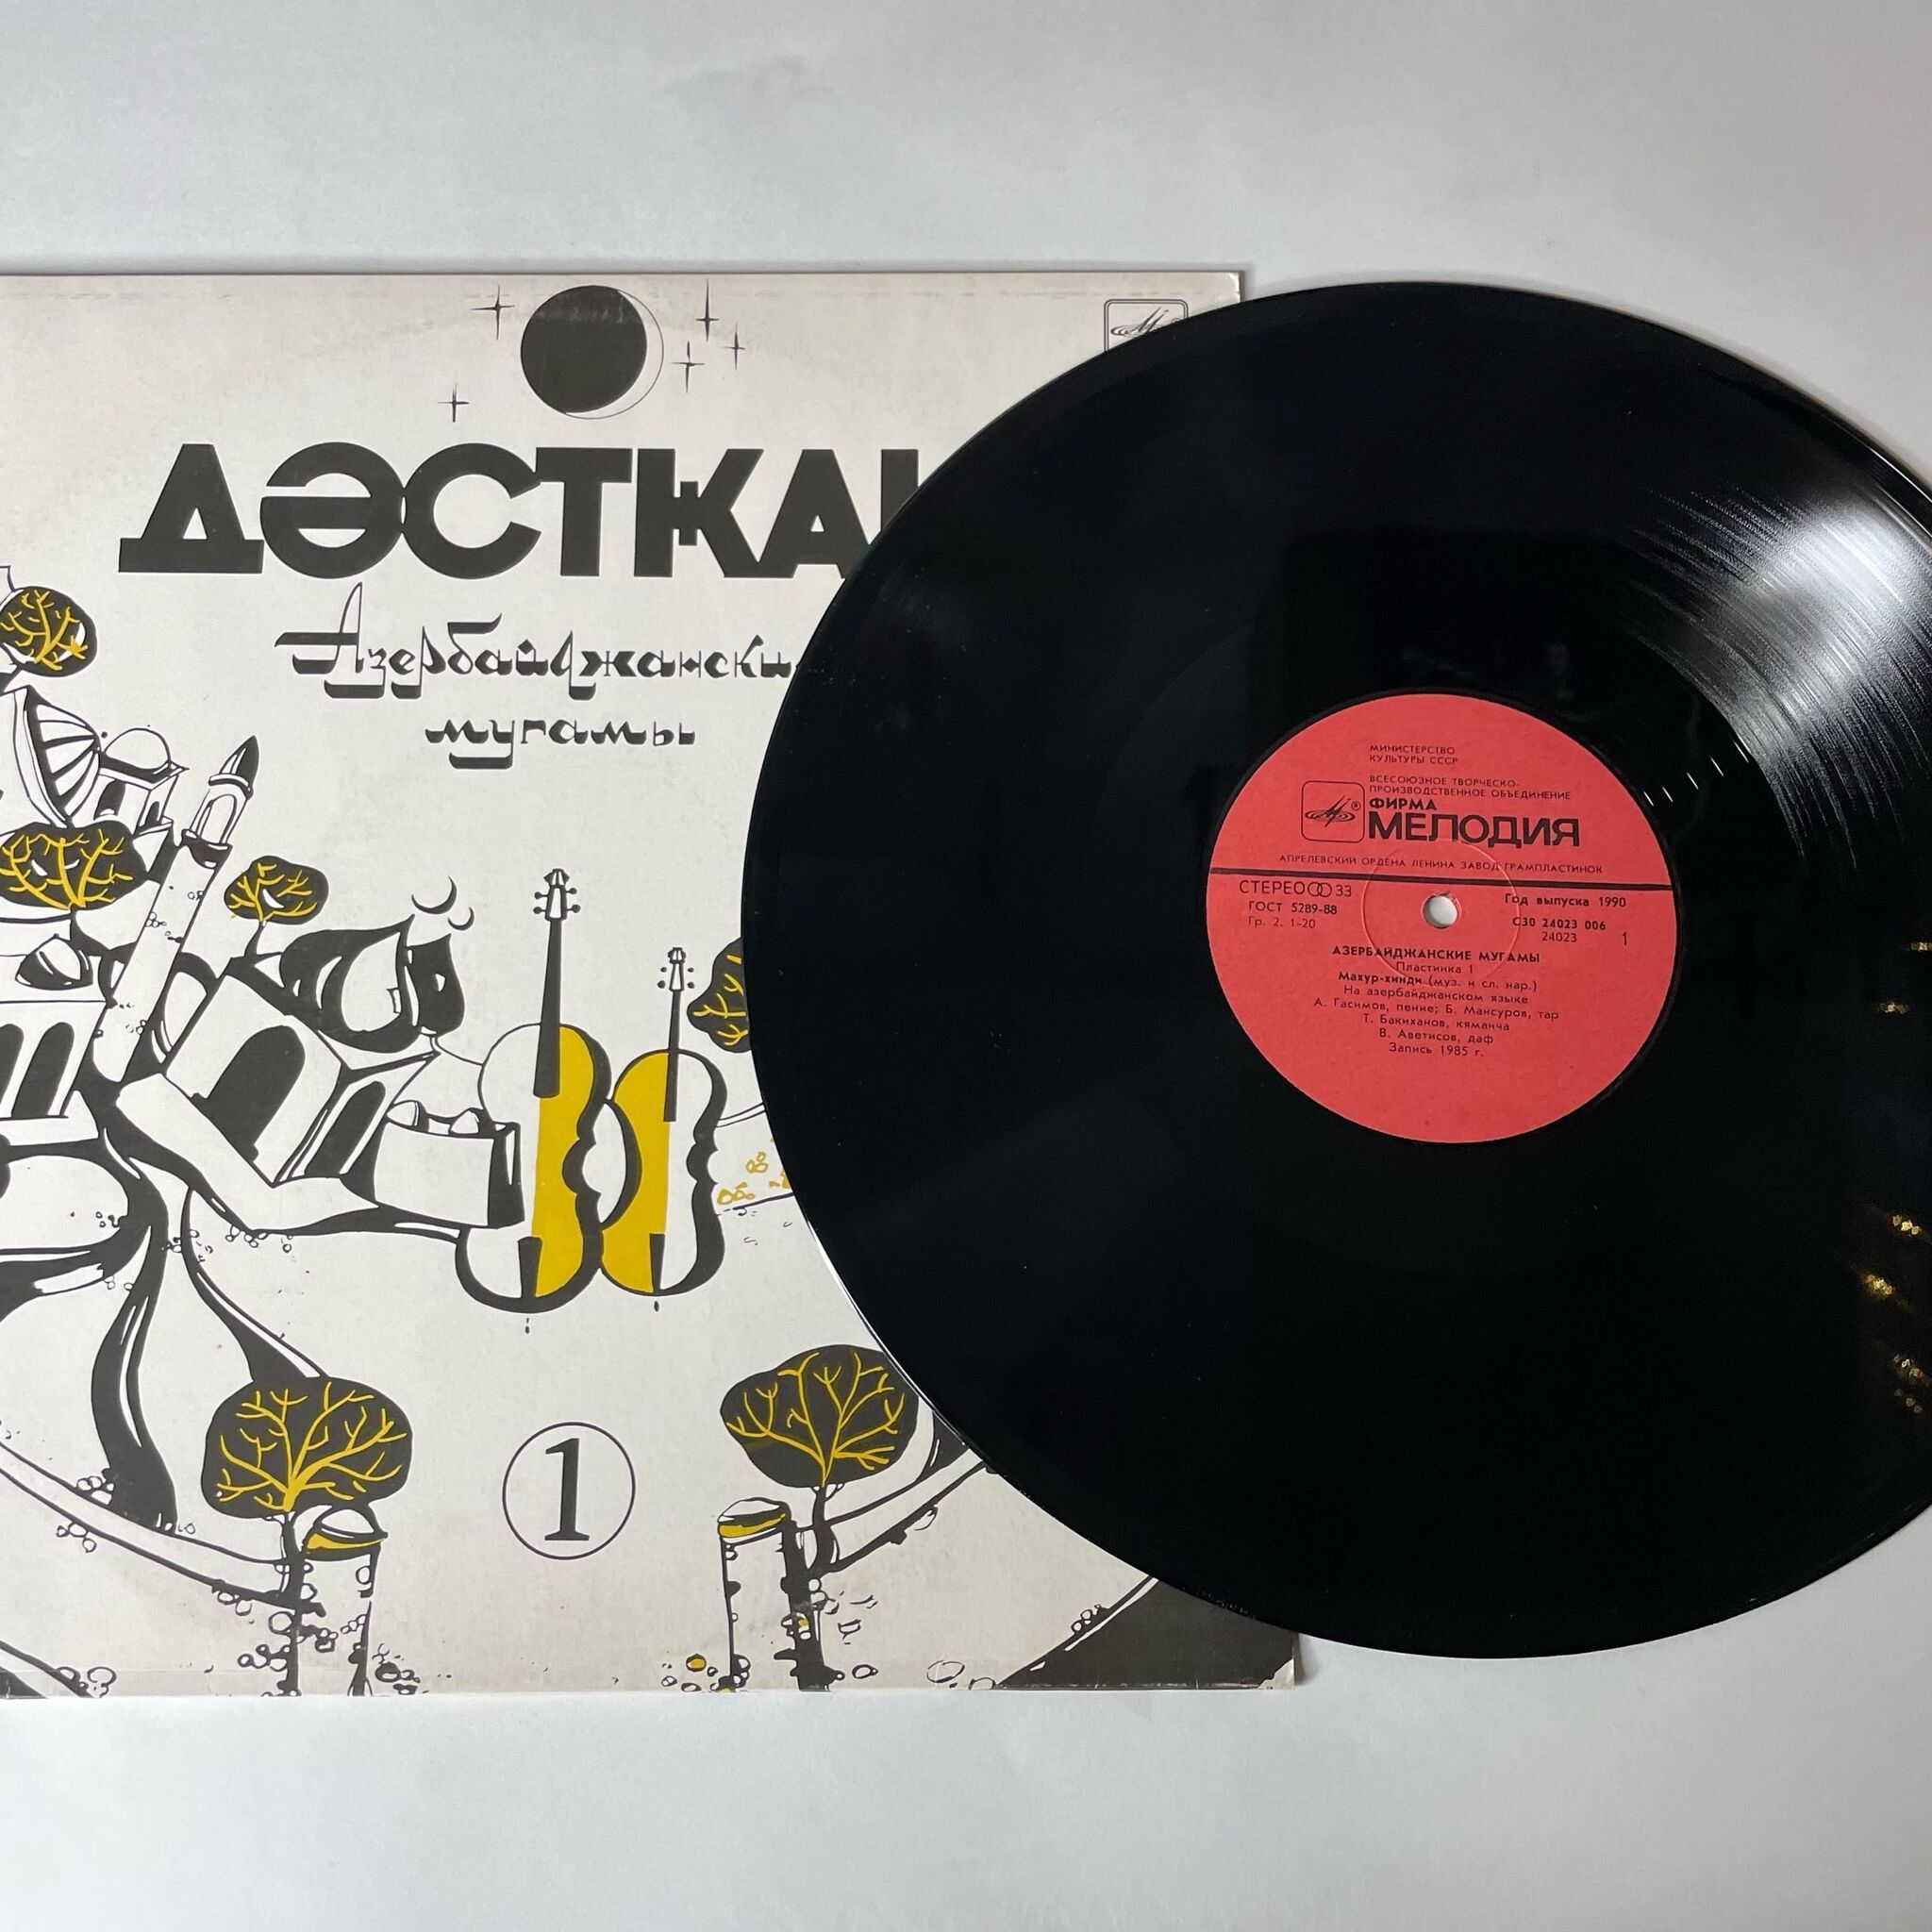 ДӘСТҜАҺ
Азербайджански
мугамы
1
МИНИСТЕРСТВО
КУЛЬТУРЫ СССР
ВСЕСОЮЗНОЕ ТВОРЧЕСКО-
ПРОИЗВОДСТВЕННОЕ ОБЪЕДИНЕНИЕ
ФИРМА
МЕЛОДИЯ
АПРЕЛЕВСКИЙ ОРДЕНА ЛЕНИНА ЗАВОД ГРАМПЛАСТИНОК
СТЕРЕО 33
Год выпуска 1990
ГОСТ 5289-88
С30 24023 006
Гр. 2. 1-20
24023
1
АЗЕРБАЙДЖАНСКИЕ МУГАМЫ
Пластинка 1
Махур-хинди (муз. и сл. нар.)
На азербайджанском языке
А. Гасимов, пение; Б. Мансуров, тар
Т. Бакиханов, кяманча
В. Аветисов, даф
Запись 1985 г.